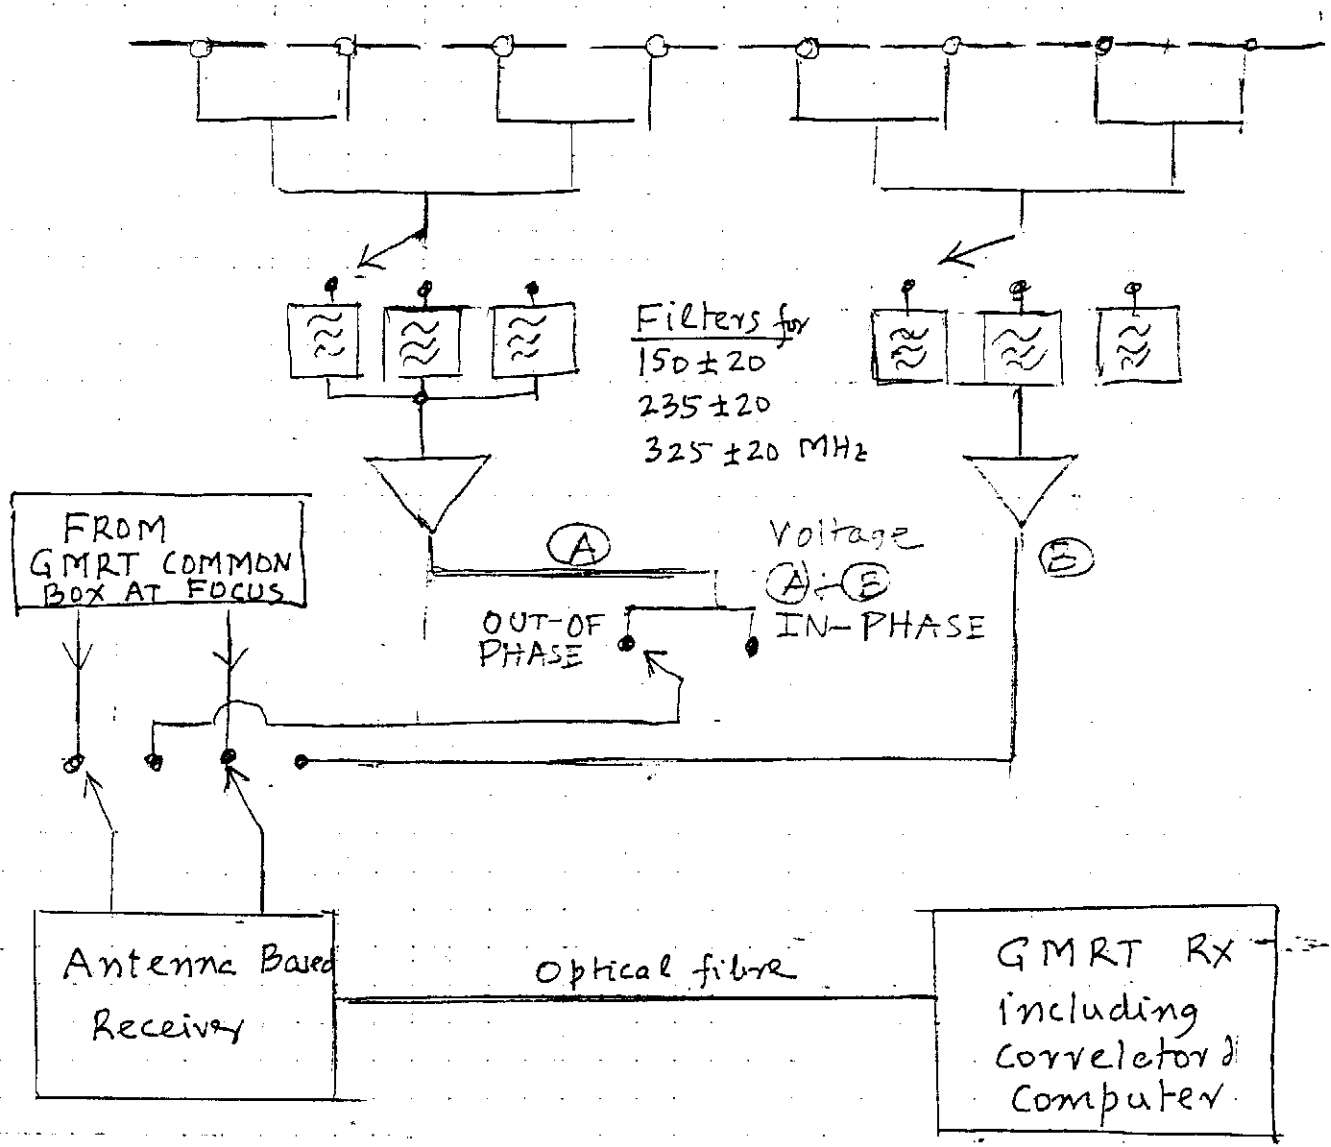 Filters for
150 ± 20
235 ± 20
325 ± 20 MHz
FROM
GMRT COMMON
BOX AT FOCUS
A
Voltage
A ÷ B
IN-PHASE
B
OUT-OF
PHASE
Antenna Based
Receiver
Optical fibre
GMRT RX
including
correlator &
Computer